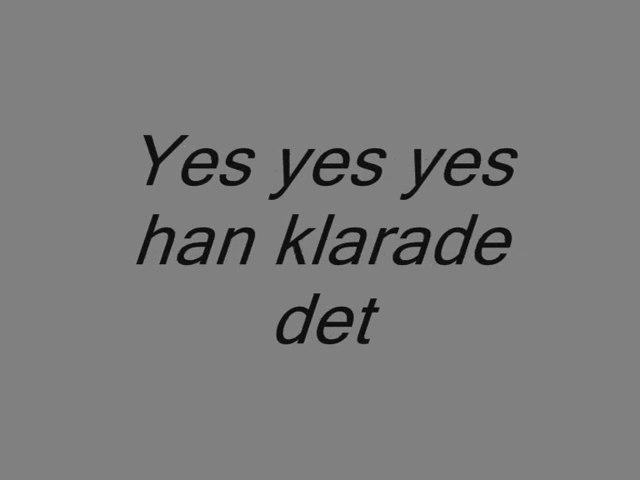 Yes yes yes
han klarade
det